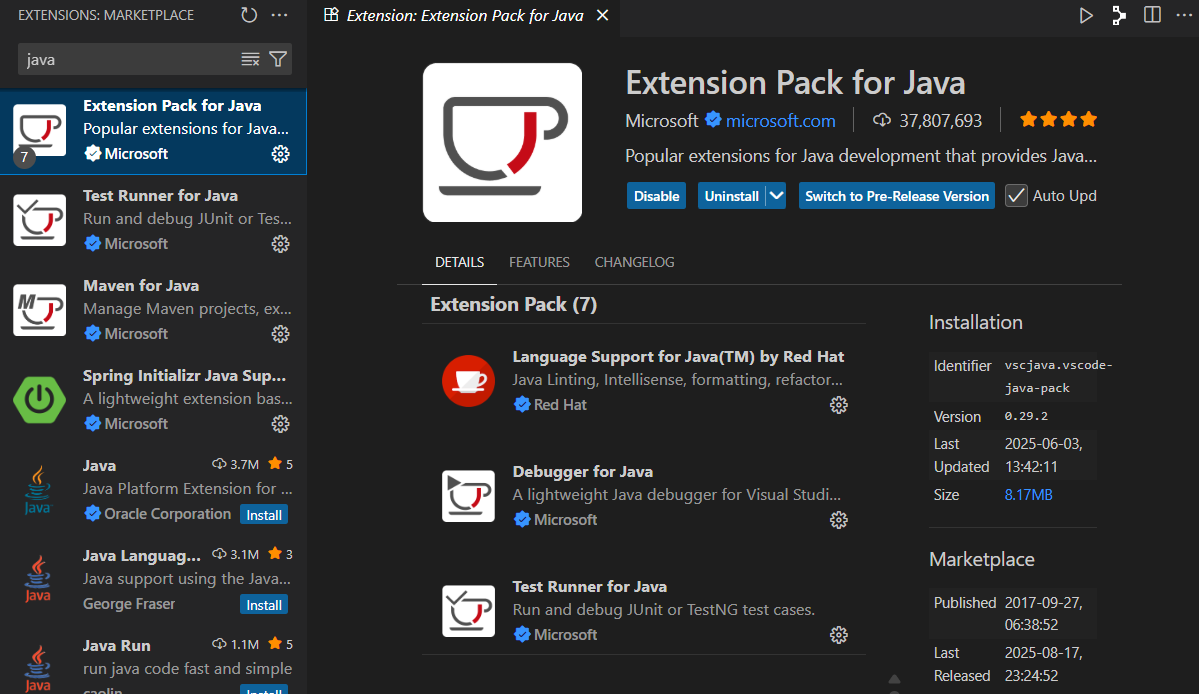 EXTENSIONS: MARKETPLACE
java
Extension Pack for Java
Popular extensions for Java...
Microsoft
7
Test Runner for Java
Run and debug JUnit or Tes...
Microsoft
Maven for Java
Manage Maven projects, ex...
Microsoft
Spring Initializr Java Sup...
A lightweight extension bas...
Microsoft
Java 3.7M 5
Java Platform Extension for ...
Oracle Corporation Install
Java Languag... 3.1M 3
Java support using the Java...
George Fraser Install
Java Run 1.1M 5
run java code fast and simple
caolin Install
Extension: Extension Pack for Java
Extension Pack for Java
Microsoft microsoft.com 37,807,693
Popular extensions for Java development that provides Java...
Disable Uninstall Switch to Pre-Release Version Auto Upd
DETAILS FEATURES CHANGELOG
Extension Pack (7)
Language Support for Java(TM) by Red Hat
Java Linting, Intellisense, formatting, refactor...
Red Hat
Debugger for Java
A lightweight Java debugger for Visual Studi...
Microsoft
Test Runner for Java
Run and debug JUnit or TestNG test cases.
Microsoft
Installation
Identifier vscjava.vscode-
java-pack
Version 0.29.2
Last 2025-06-03,
Updated 13:42:11
Size 8.17MB
Marketplace
Published 2017-09-27,
06:38:52
Last 2025-08-17,
Released 23:24:52